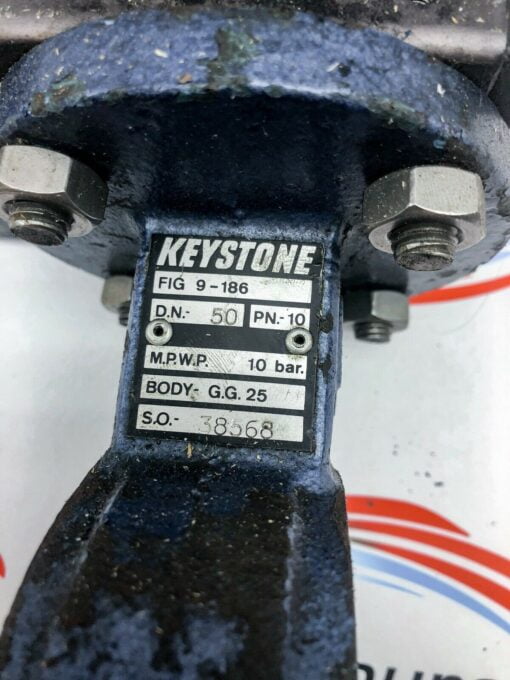 KEYSTONE
FIG 9-186
D.N.- 50 PN.-10
M.P.W.P. 10 bar.
BODY- G.G. 25
S.O.- 38568